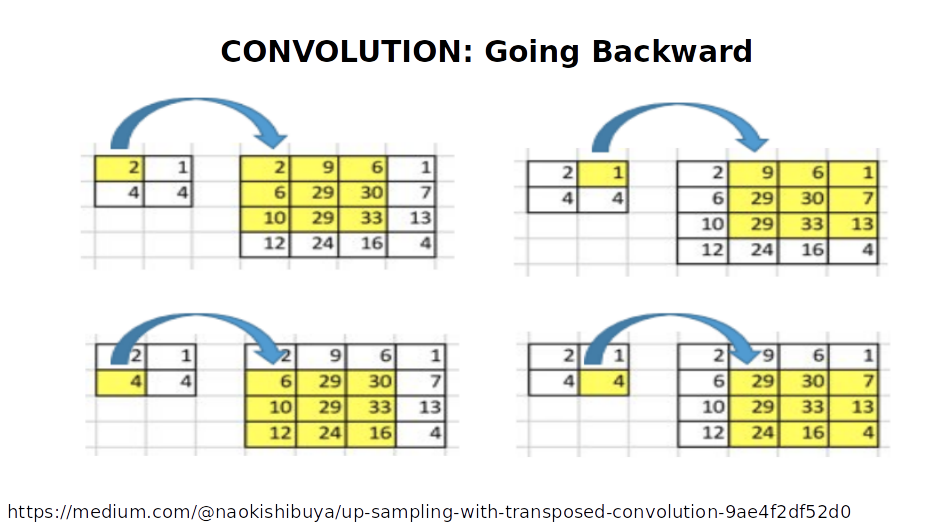 CONVOLUTION: Going Backward
2 1 2 9 6 1
4 4 6 29 30 7
10 29 33 13
12 24 16 4
2 1 2 9 6 1
4 4 6 29 30 7
10 29 33 13
12 24 16 4
2 1 2 9 6 1
4 4 6 29 30 7
10 29 33 13
12 24 16 4
2 1 2 9 6 1
4 4 6 29 30 7
10 29 33 13
12 24 16 4
https://medium.com/@naokishibuya/up-sampling-with-transposed-convolution-9ae4f2df52d0